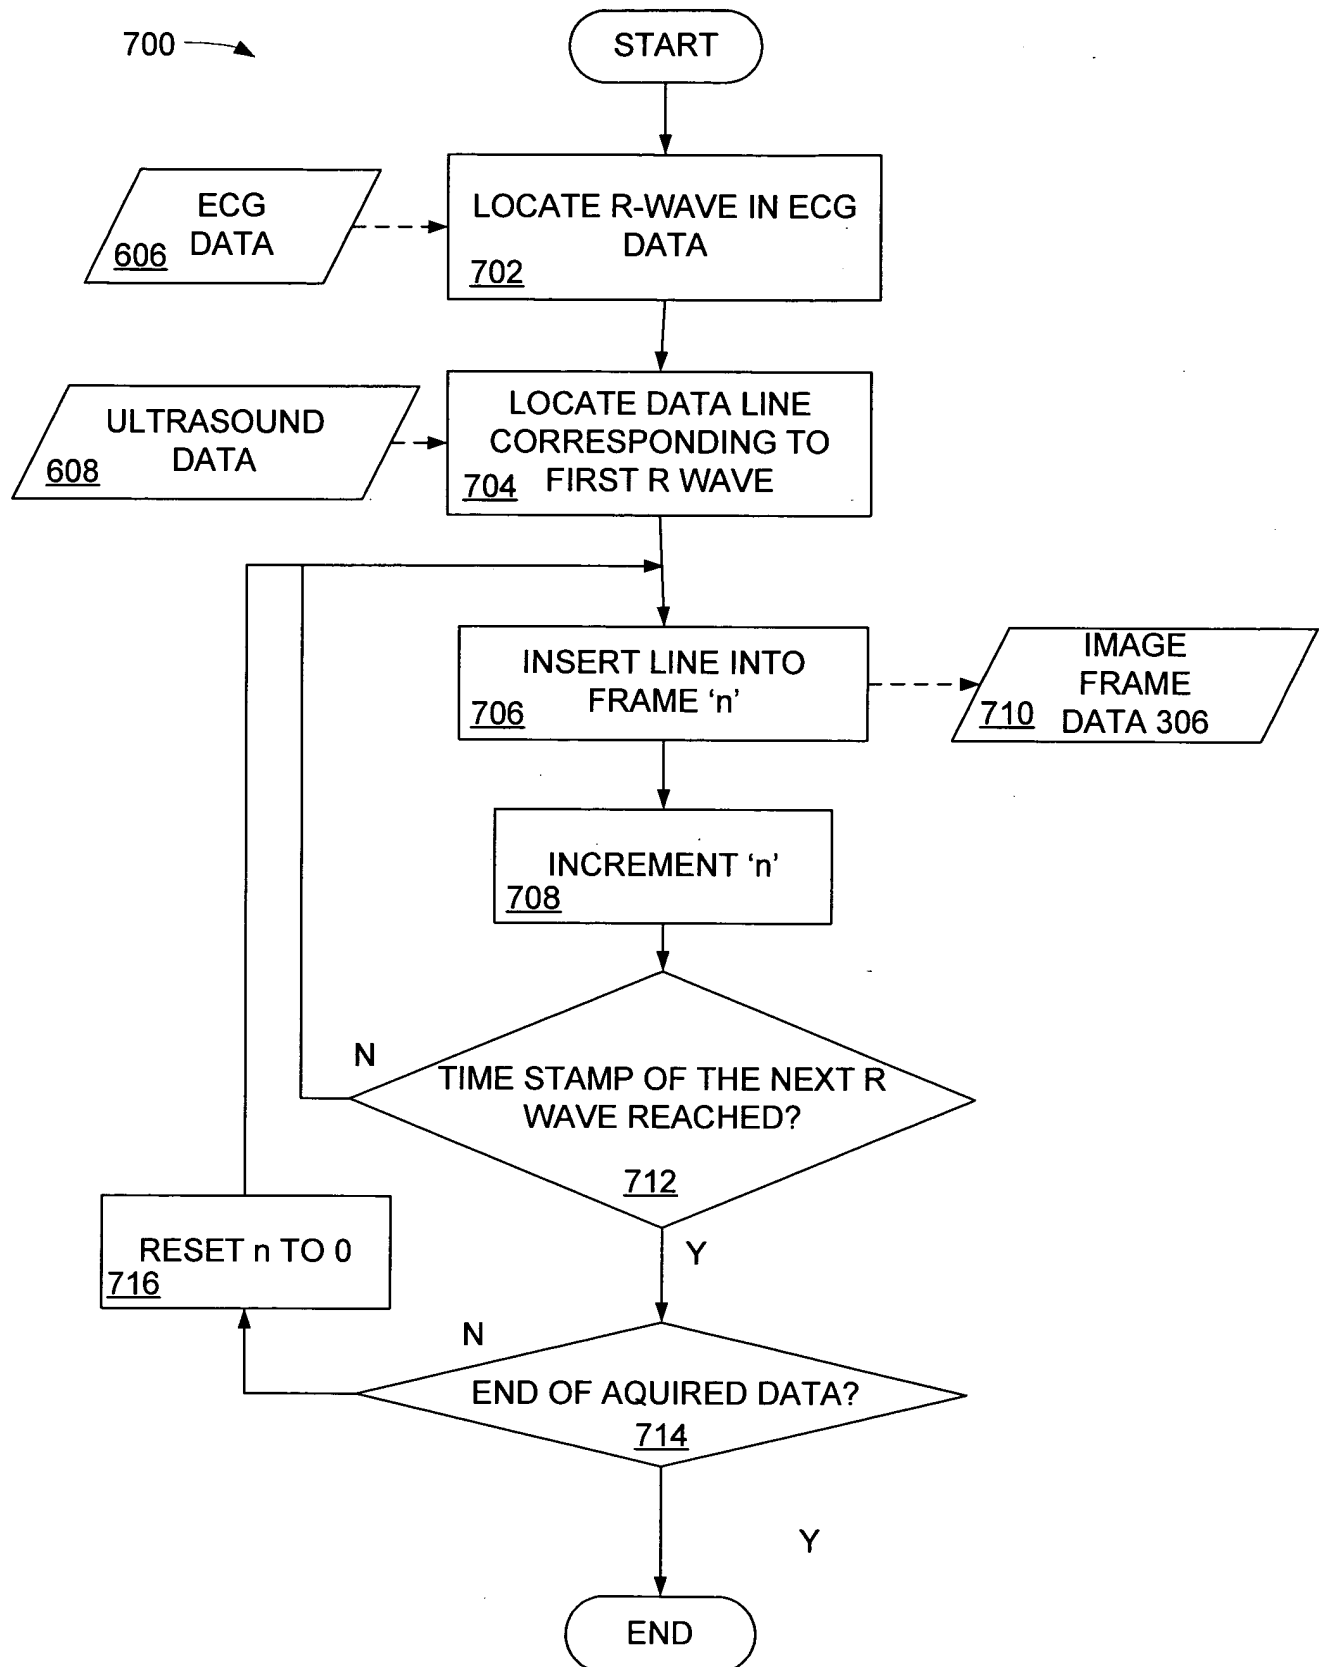 700
START
ECG
DATA
606
LOCATE R-WAVE IN ECG
DATA
702
ULTRASOUND
DATA
608
LOCATE DATA LINE
CORRESPONDING TO
FIRST R WAVE
704
INSERT LINE INTO
FRAME ‘n’
706
IMAGE
FRAME
DATA 306
710
INCREMENT ‘n’
708
N
TIME STAMP OF THE NEXT R
WAVE REACHED?
712
Y
RESET n TO 0
716
N
END OF AQUIRED DATA?
714
Y
END